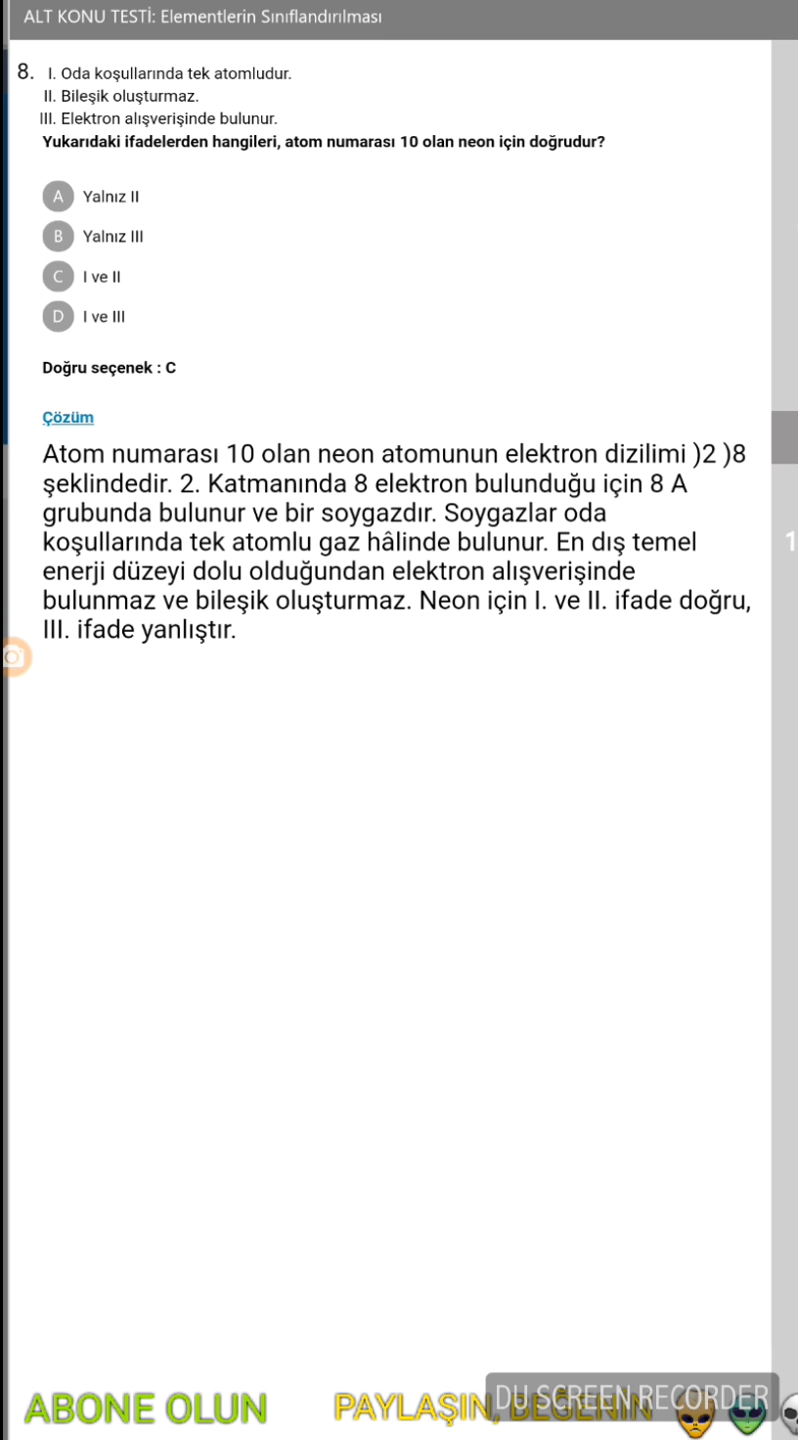 ALT KONU TESTİ: Elementlerin Sınıflandırılması
8. I. Oda koşullarında tek atomludur.
II. Bileşik oluşturmaz.
III. Elektron alışverişinde bulunur.
Yukarıdaki ifadelerden hangileri, atom numarası 10 olan neon için doğrudur?
A Yalnız II
B Yalnız III
C I ve II
D I ve III
Doğru seçenek : C
Çözüm
Atom numarası 10 olan neon atomunun elektron dizilimi )2 )8
şeklindedir. 2. Katmanında 8 elektron bulunduğu için 8 A
grubunda bulunur ve bir soygazdır. Soygazlar oda
koşullarında tek atomlu gaz hâlinde bulunur. En dış temel
1
enerji düzeyi dolu olduğundan elektron alışverişinde
bulunmaz ve bileşik oluşturmaz. Neon için I. ve II. ifade doğru,
III. ifade yanlıştır.
DU SCREEN RECORDER
ABONE OLUN PAYLAŞIN, BEĞENİN